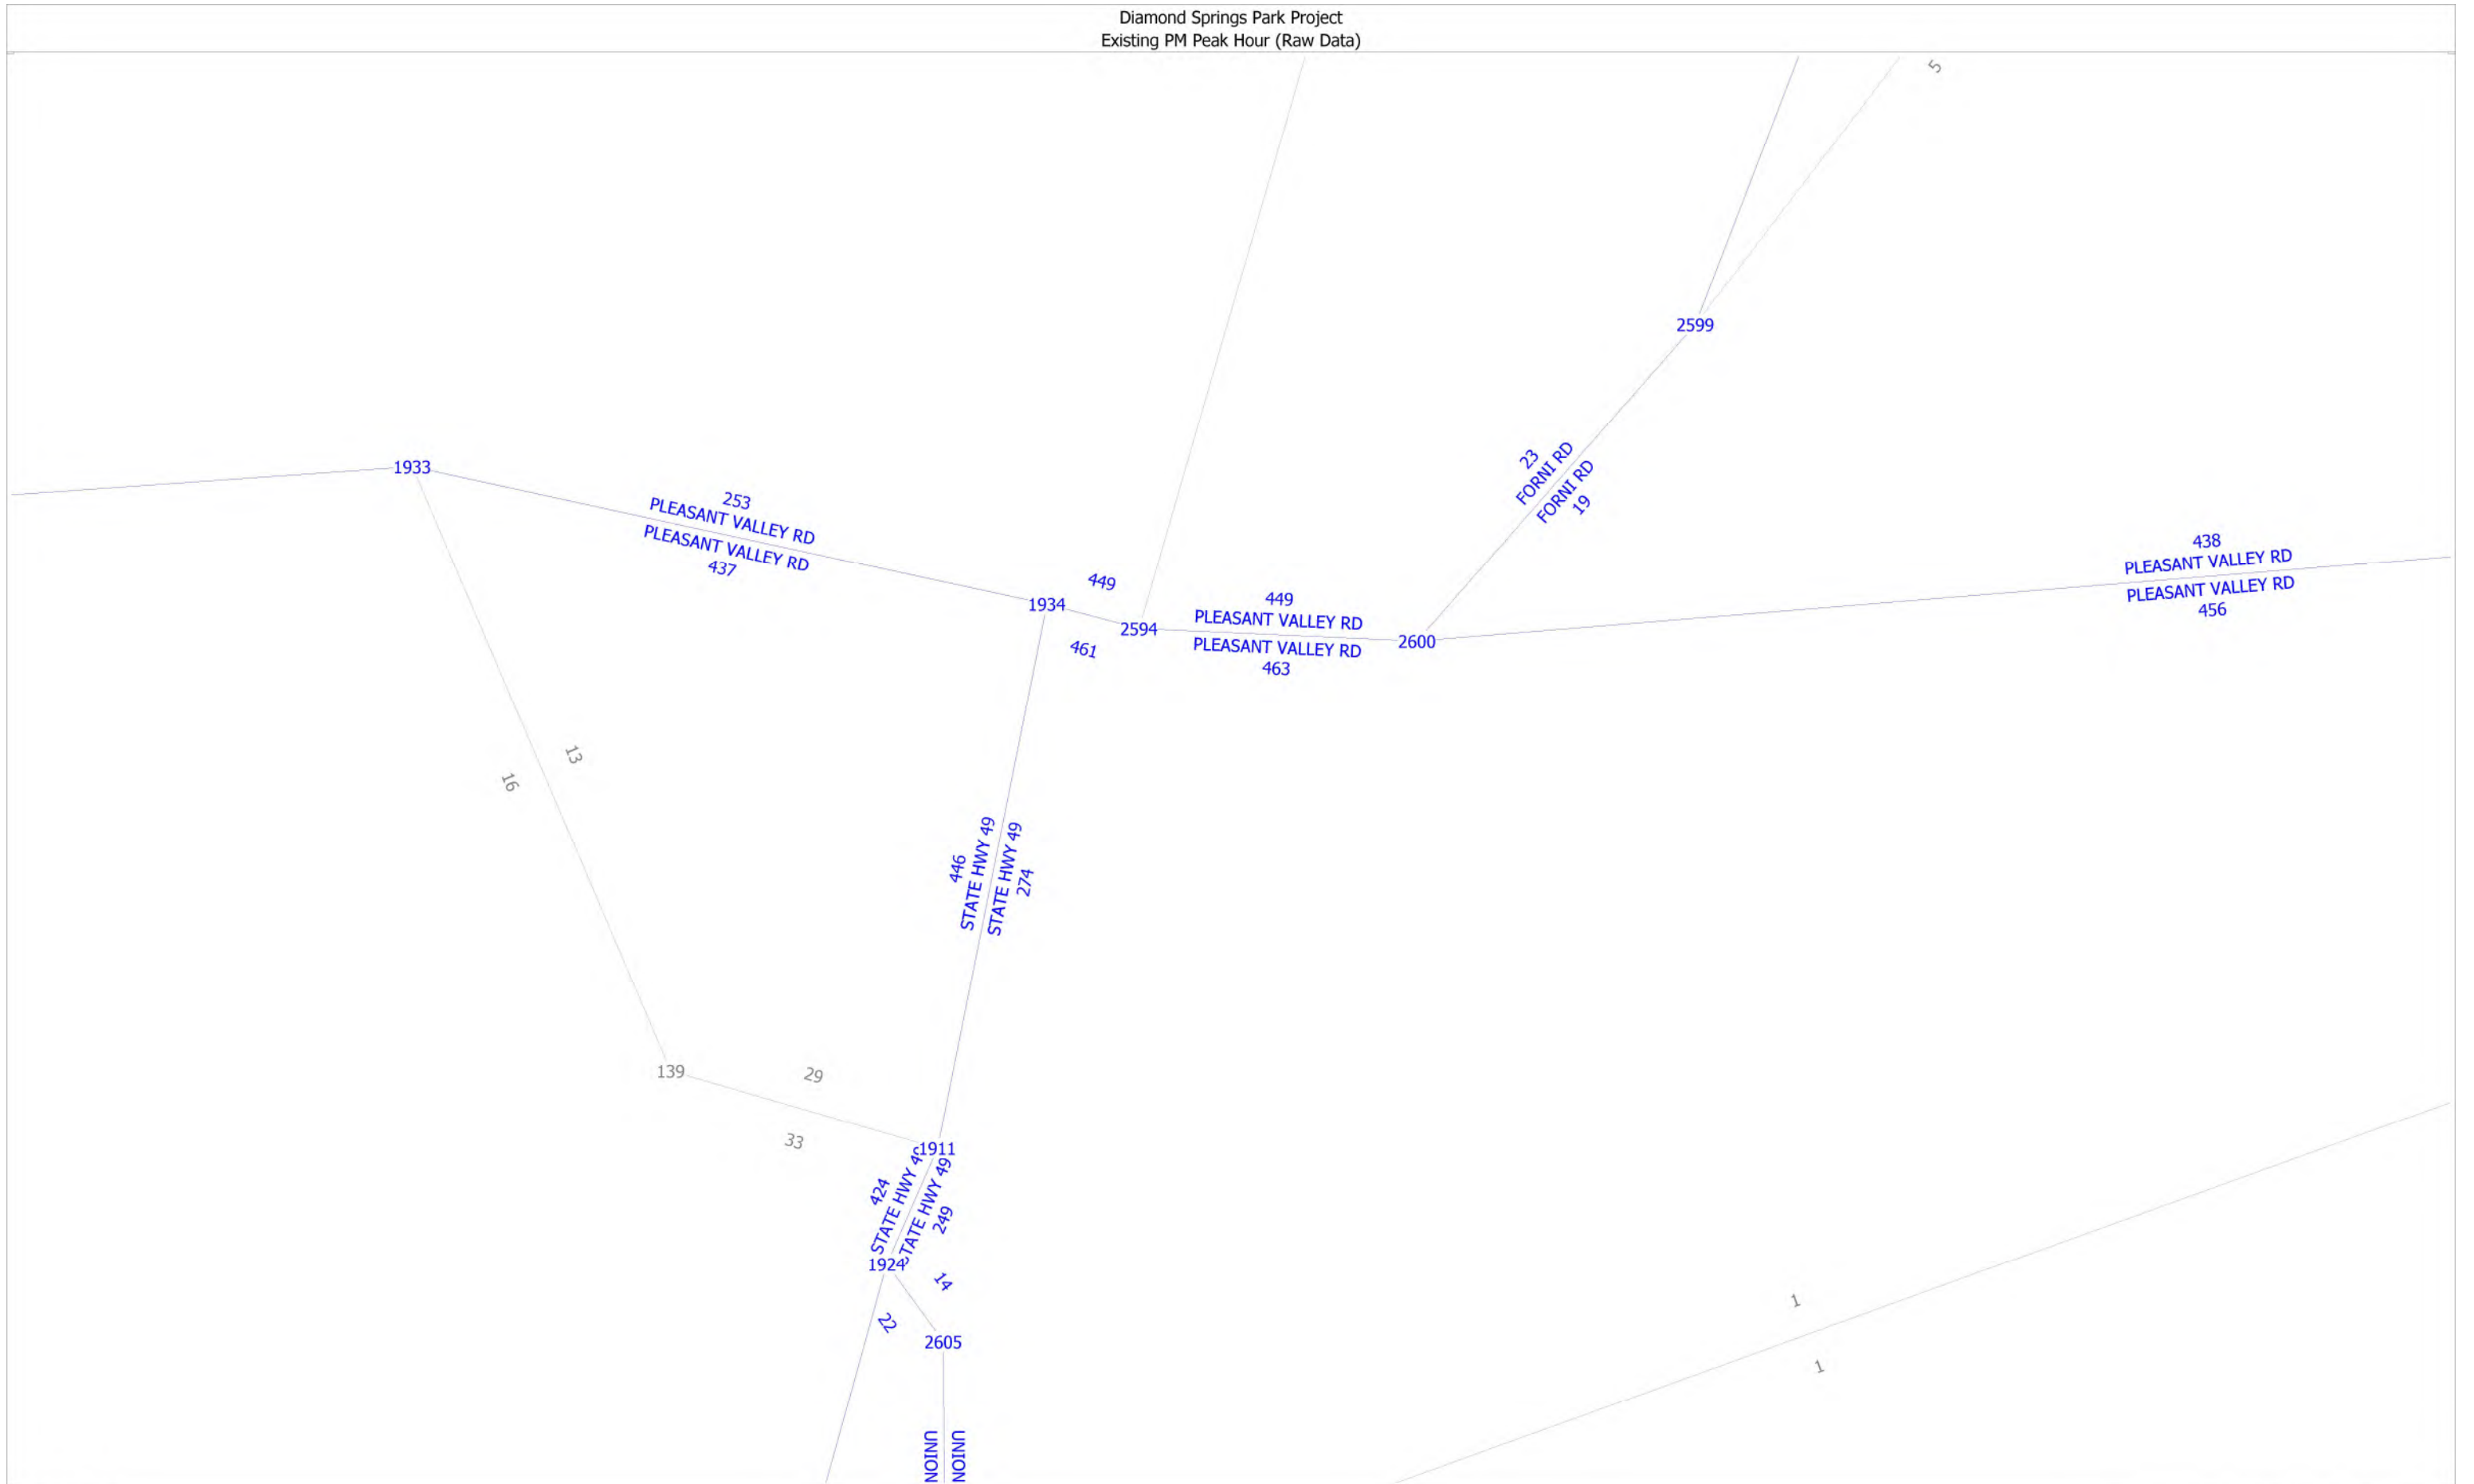 Diamond Springs Park Project
Existing PM Peak Hour (Raw Data)
5
2599
23
FORNI RD
FORNI RD
19
1933
253
PLEASANT VALLEY RD
PLEASANT VALLEY RD
437
438
PLEASANT VALLEY RD
PLEASANT VALLEY RD
456
449
1934
2594
461
449
PLEASANT VALLEY RD
PLEASANT VALLEY RD
463
2600
13
16
446
STATE HWY 49
STATE HWY 49
274
139
29
33
1911
424
STATE HWY 49
STATE HWY 49
249
1924
14
22
2605
1
1
UNION
UNION